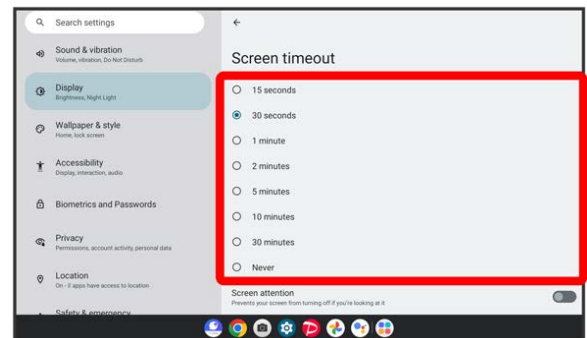 Search settings
Sound & vibration
Volume, vibration, Do Not Disturb
Display
Brightness, Night Light
Wallpaper & style
Home, lock screen
Accessibility
Display, interaction, audio
Biometrics and Passwords
Privacy
Permissions, account activity, personal data
Location
On - 0 apps have access to location
Safety & emergency
Screen timeout
15 seconds
30 seconds
1 minute
2 minutes
5 minutes
10 minutes
30 minutes
Never
Screen attention
Prevents your screen from turning off if you're looking at it